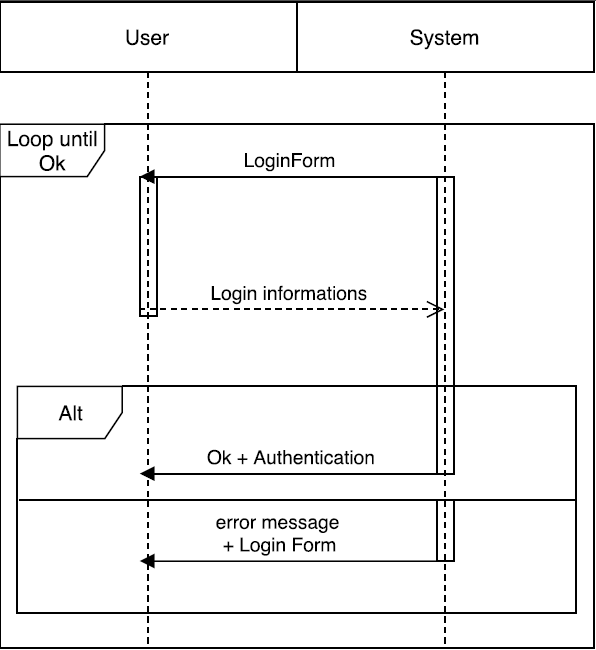 User
System
Loop until
Ok
LoginForm
Login informations
Alt
Ok + Authentication
error message
+ Login Form